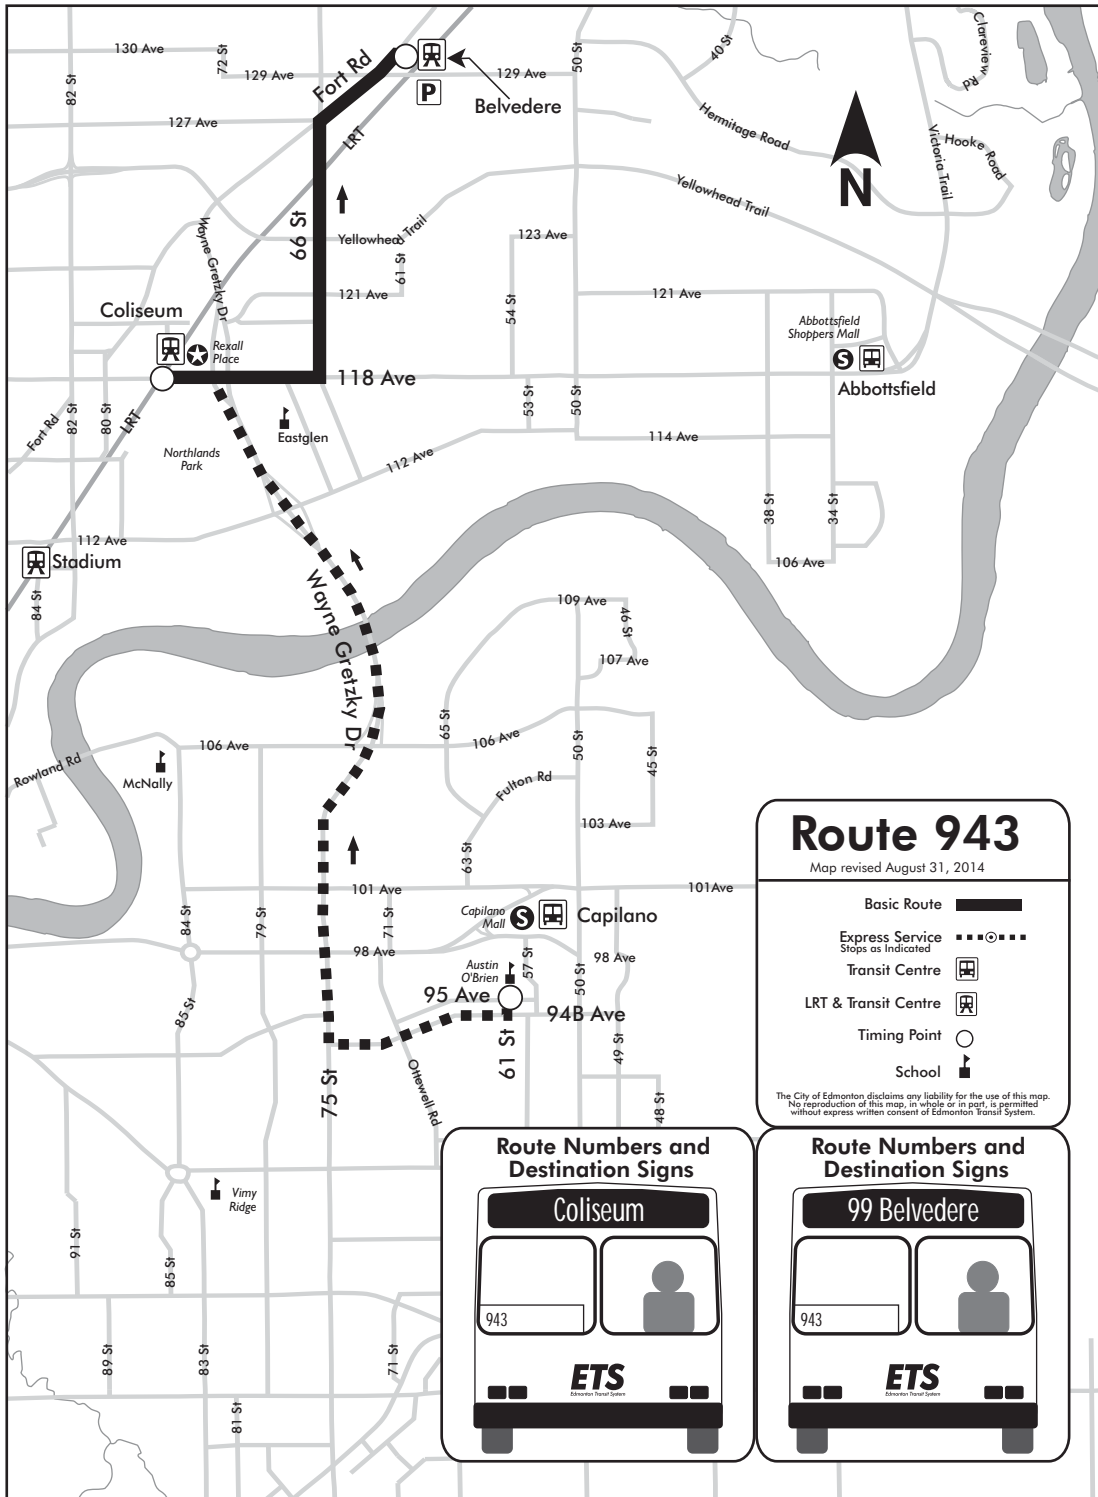 130 Ave
72 St
129 Ave
Fort Rd
129 Ave
50 St
40 St
Clareview Rd
82 St
Belvedere
P
127 Ave
LRT
Hermitage Road
Victoria Trail
Hooke Road
N
Yellowhead Trail
66 St
Wayne Gretzky Dr
Yellowhead Trail
61 St
123 Ave
121 Ave
54 St
121 Ave
Coliseum
Rexall
Place
Abbottsfield
Shoppers Mall
S
Abbottsfield
118 Ave
Fort Rd
82 St
80 St
LRT
Eastglen
53 St
50 St
Northlands
Park
112 Ave
114 Ave
38 St
34 St
112 Ave
Stadium
106 Ave
84 St
Wayne Gretzky Dr
109 Ave
46 St
107 Ave
65 St
106 Ave
106 Ave
50 St
45 St
Rowland Rd
McNally
Fulton Rd
103 Ave
63 St
101 Ave
101Ave
84 St
79 St
71 St
Capilano
Mall
S
Capilano
98 Ave
98 Ave
57 St
50 St
Austin
O'Brien
95 Ave
94B Ave
85 St
61 St
49 St
75 St
Ottewell Rd
48 St
Vimy
Ridge
91 St
85 St
89 St
83 St
71 St
81 St
Route 943
Map revised August 31, 2014
Basic Route
Express Service
Stops as Indicated
Transit Centre
LRT & Transit Centre
Timing Point
School
The City of Edmonton disclaims any liability for the use of this map.
No reproduction of this map, in whole or in part, is permitted
without express written consent of Edmonton Transit System.
Route Numbers and
Destination Signs
Coliseum
943
ETS
Edmonton Transit System
Route Numbers and
Destination Signs
99 Belvedere
943
ETS
Edmonton Transit System